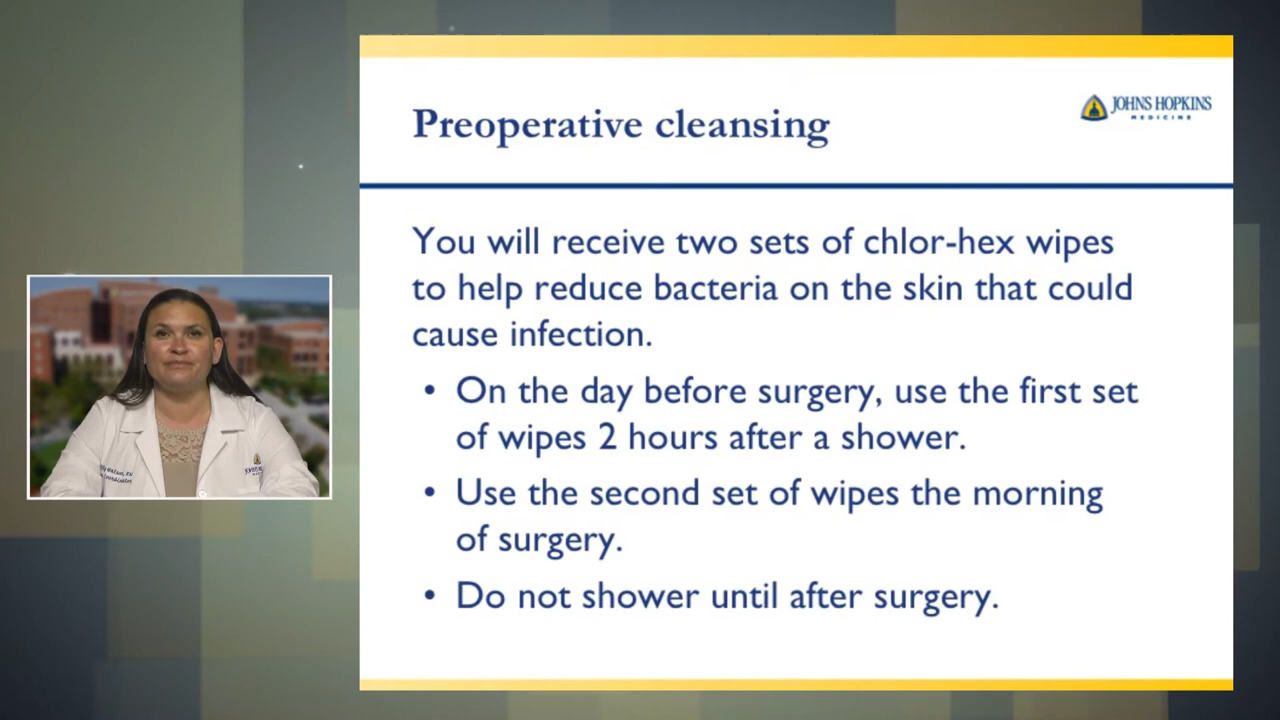 Preoperative cleansing
JOHNS HOPKINS
MEDICINE
You will receive two sets of chlor-hex wipes
to help reduce bacteria on the skin that could
cause infection.
• On the day before surgery, use the first set
of wipes 2 hours after a shower.
• Use the second set of wipes the morning
of surgery.
• Do not shower until after surgery.